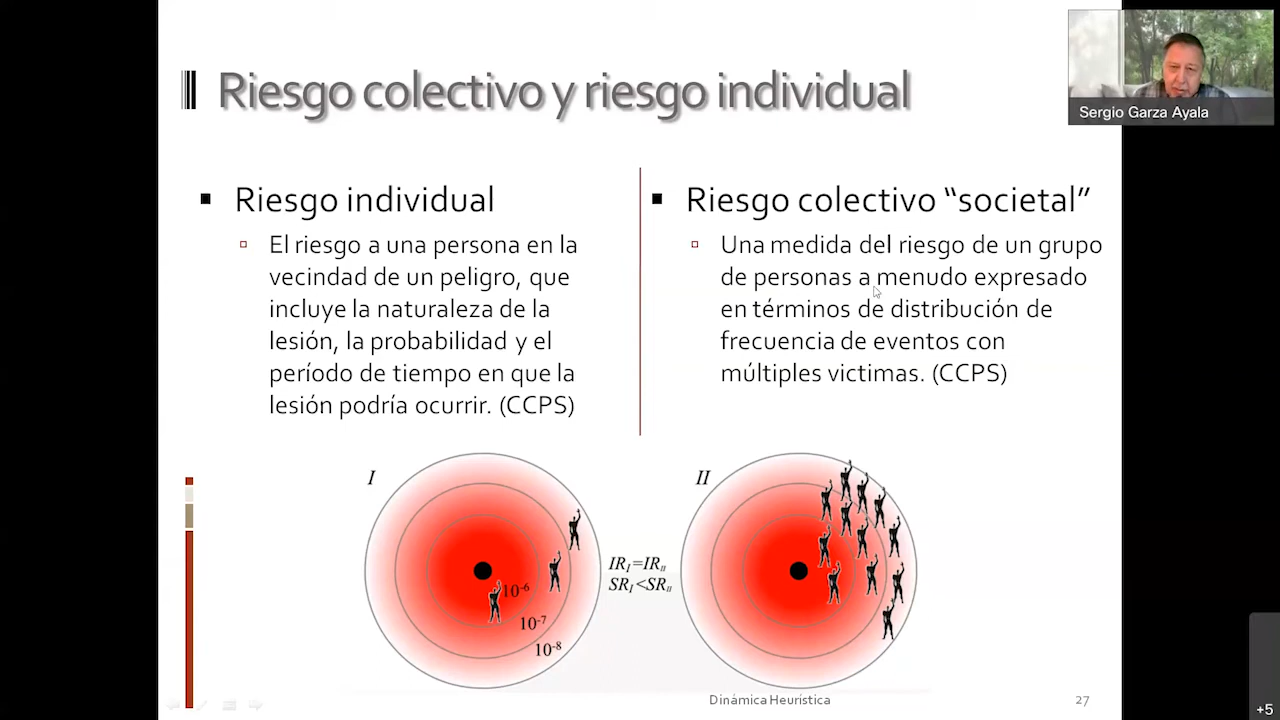 Riesgo colectivo y riesgo individual
Sergio Garza Ayala
Riesgo individual
El riesgo a una persona en la
vecindad de un peligro, que
incluye la naturaleza de la
lesión, la probabilidad y el
período de tiempo en que la
lesión podría ocurrir. (CCPS)
Riesgo colectivo “societal”
Una medida del riesgo de un grupo
de personas a menudo expresado
en términos de distribución de
frecuencia de eventos con
múltiples victimas. (CCPS)
I
10⁻⁶
10⁻⁷
10⁻⁸
IR_I=IR_II
SR_I<SR_II
II
Dinámica Heurística
27
+5